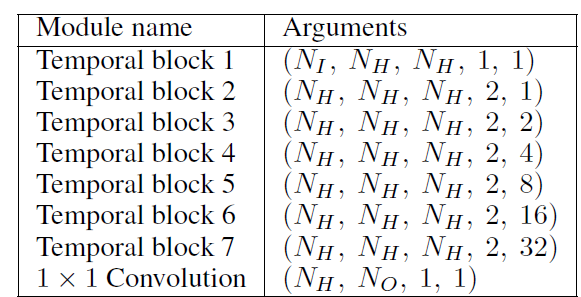 Module name Arguments
Temporal block 1 (N_I, N_H, N_H, 1, 1)
Temporal block 2 (N_H, N_H, N_H, 2, 1)
Temporal block 3 (N_H, N_H, N_H, 2, 2)
Temporal block 4 (N_H, N_H, N_H, 2, 4)
Temporal block 5 (N_H, N_H, N_H, 2, 8)
Temporal block 6 (N_H, N_H, N_H, 2, 16)
Temporal block 7 (N_H, N_H, N_H, 2, 32)
1 × 1 Convolution (N_H, N_O, 1, 1)